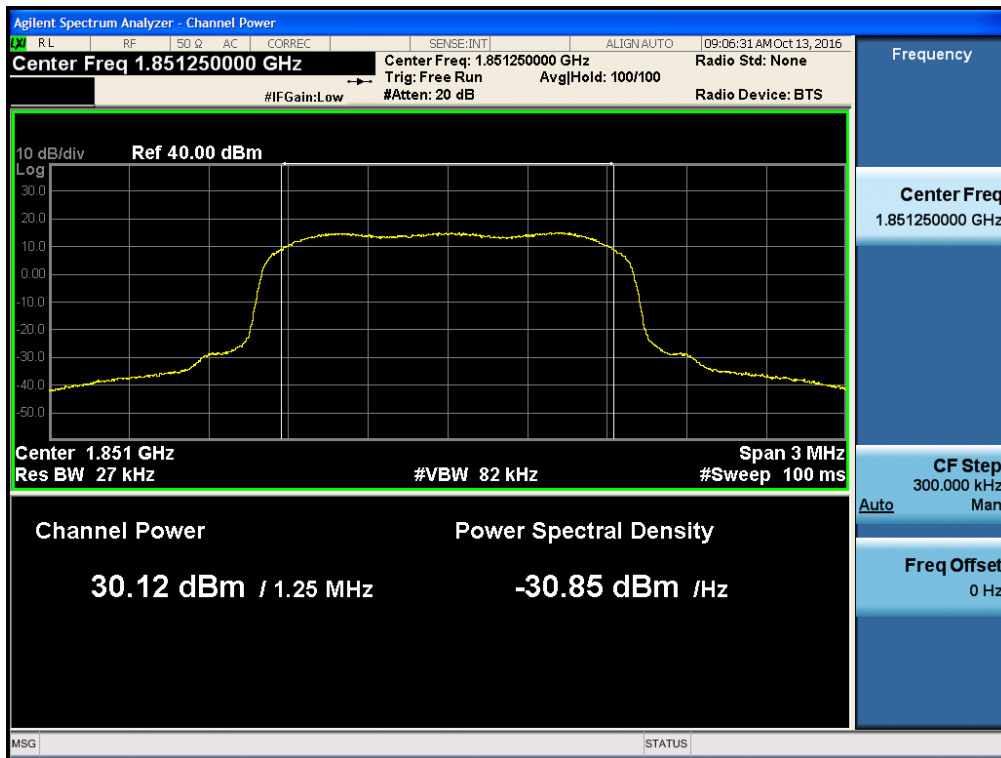 Agilent Spectrum Analyzer - Channel Power
LXI RL RF 50 Ω AC CORREC SENSE:INT ALIGN AUTO 09:06:31 AM Oct 13, 2016
Center Freq 1.851250000 GHz
Center Freq: 1.851250000 GHz
Radio Std: None
Trig: Free Run Avg|Hold: 100/100
#IFGain:Low
#Atten: 20 dB
Radio Device: BTS
10 dB/div Ref 40.00 dBm
Log
30.0
20.0
10.0
0.00
-10.0
-20.0
-30.0
-40.0
-50.0
Center 1.851 GHz Span 3 MHz
Res BW 27 kHz #VBW 82 kHz #Sweep 100 ms
Channel Power Power Spectral Density
30.12 dBm / 1.25 MHz -30.85 dBm /Hz
MSG STATUS
Frequency
Center Freq
1.851250000 GHz
CF Step
300.000 kHz
Auto Man
Freq Offset
0 Hz